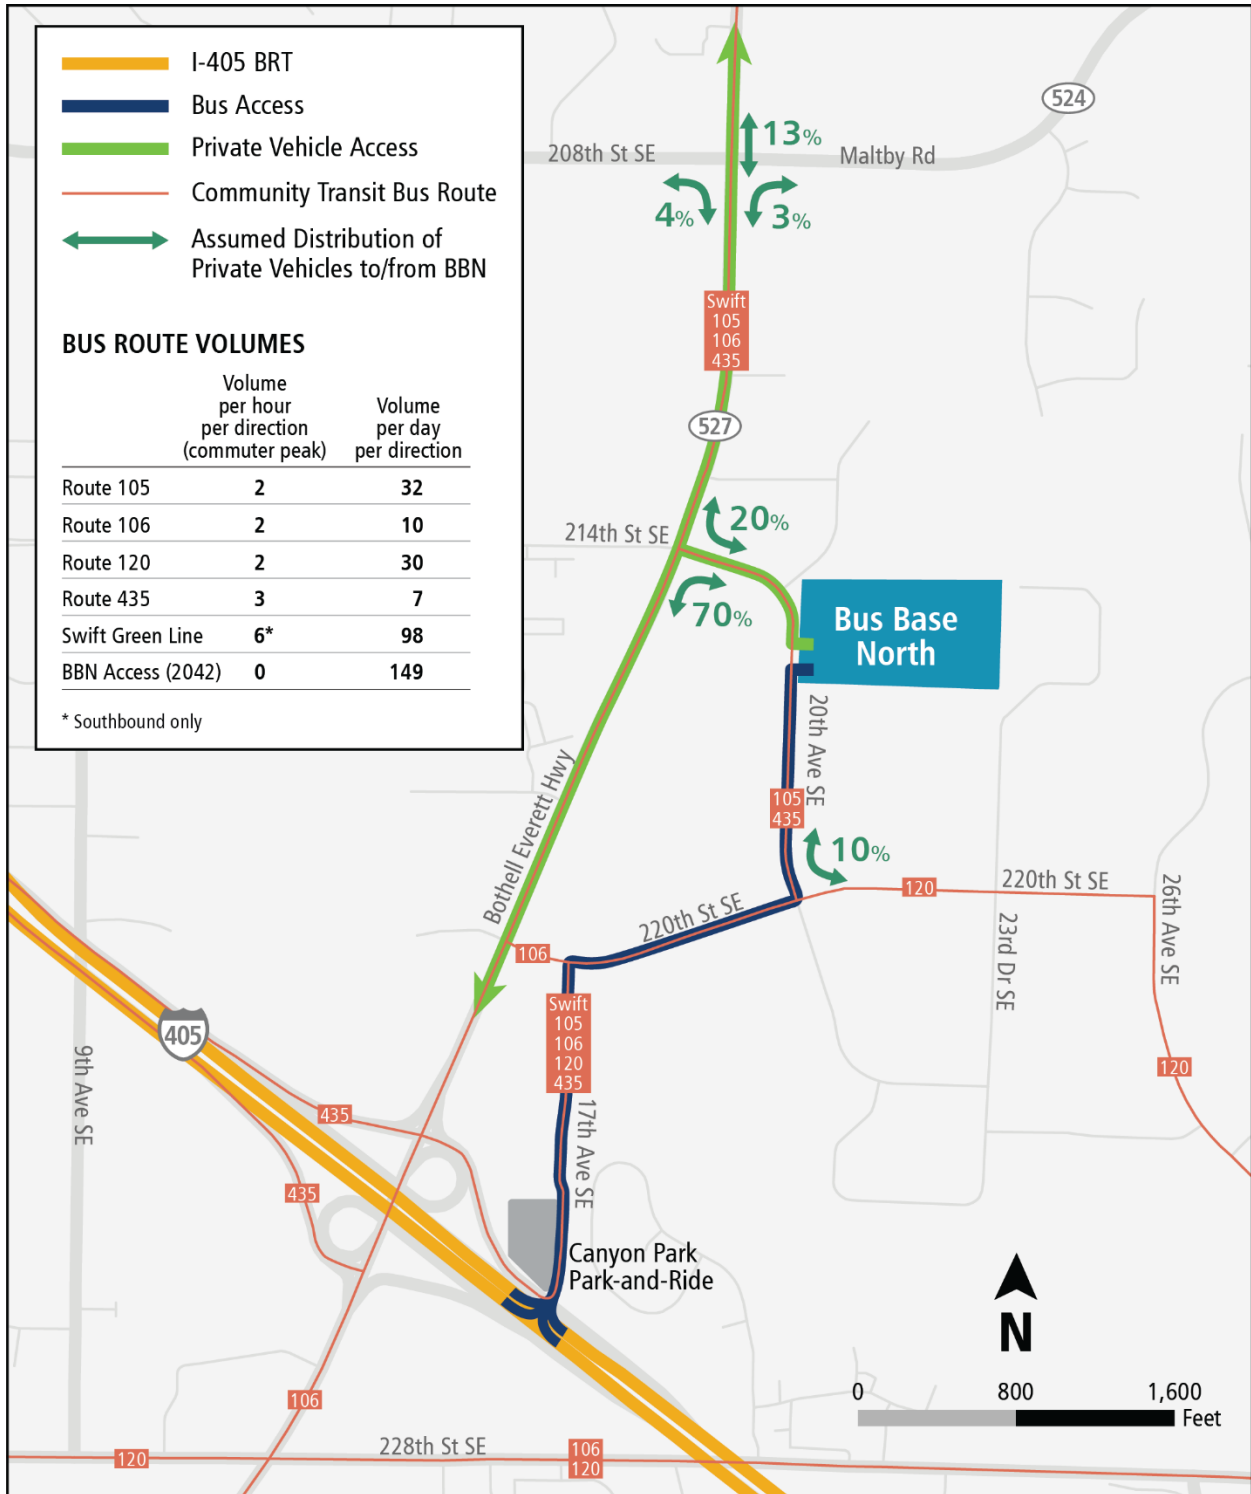 I-405 BRT
Bus Access
Private Vehicle Access
Community Transit Bus Route
Assumed Distribution of
Private Vehicles to/from BBN
BUS ROUTE VOLUMES
Volume per hour per direction (commuter peak) Volume per day per direction
Route 105 2 32
Route 106 2 10
Route 120 2 30
Route 435 3 7
Swift Green Line 6* 98
BBN Access (2042) 0 149
* Southbound only
524
13%
208th St SE
Maltby Rd
4%
3%
Swift
105
106
435
527
214th St SE
20%
70%
Bus Base
North
20th Ave SE
105
435
Bothell Everett Hwy
10%
220th St SE
120
220th St SE
26th Ave SE
23rd Dr SE
106
Swift
105
106
120
435
405
9th Ave SE
120
435
17th Ave SE
435
Canyon Park
Park-and-Ride
N
0 800 1,600
Feet
106
228th St SE
106
120
120